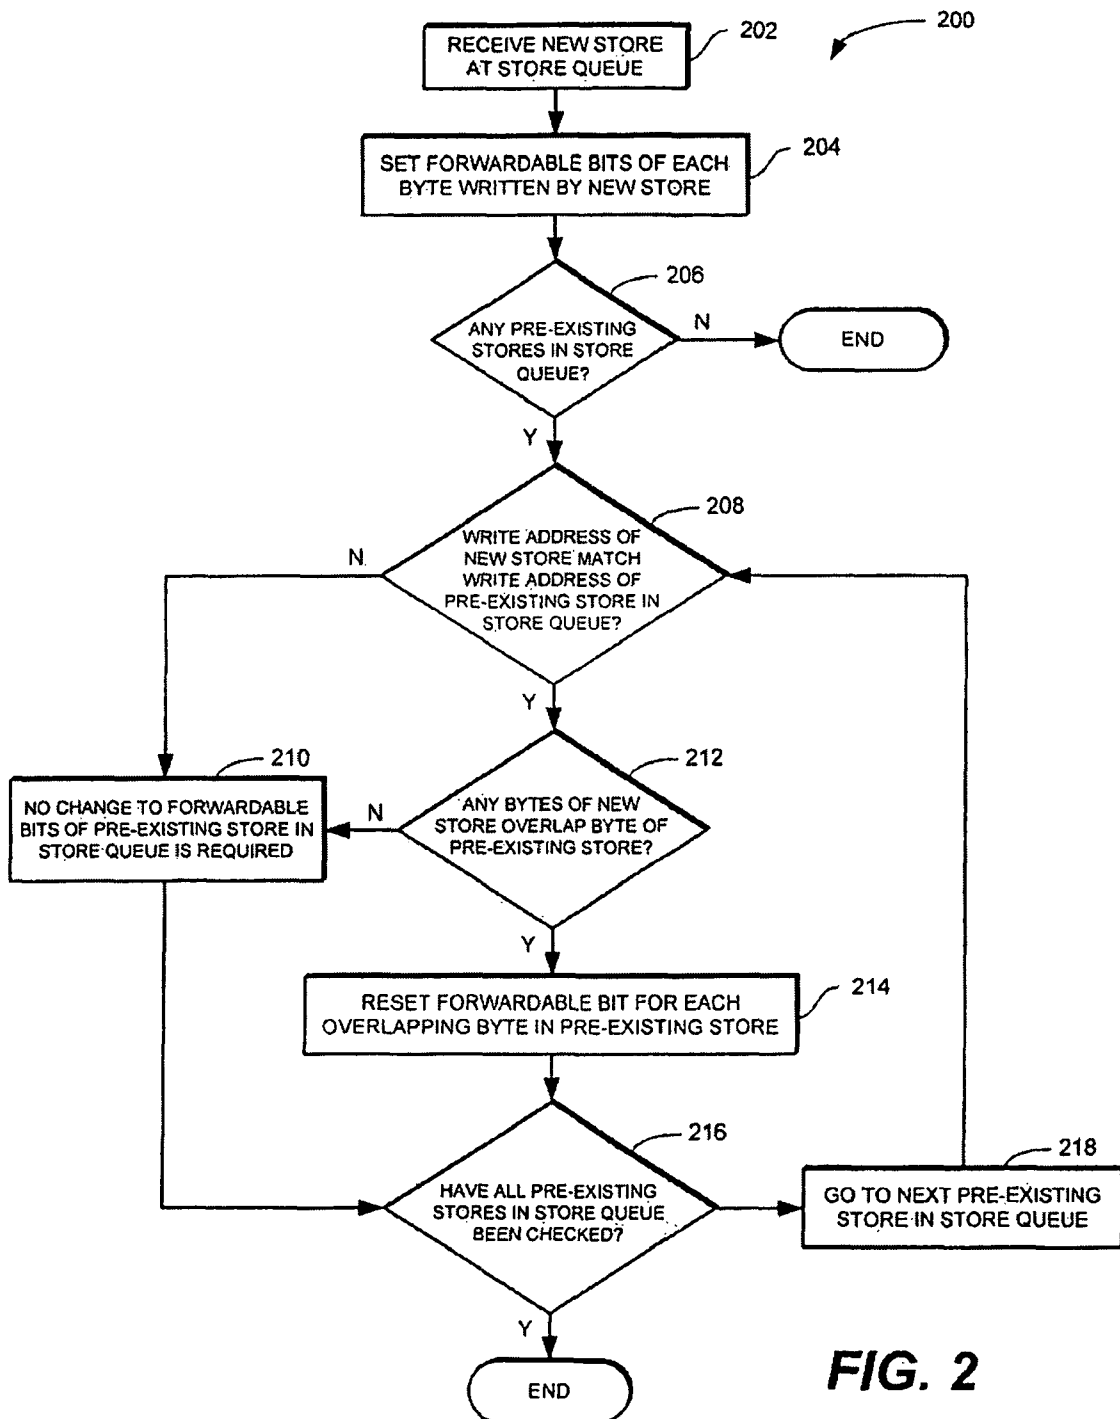 200
202
RECEIVE NEW STORE
AT STORE QUEUE
204
SET FORWARDABLE BITS OF EACH
BYTE WRITTEN BY NEW STORE
206
ANY PRE-EXISTING
STORES IN STORE
QUEUE?
N
END
Y
208
WRITE ADDRESS OF
NEW STORE MATCH
WRITE ADDRESS OF
PRE-EXISTING STORE IN
STORE QUEUE?
N
Y
210
NO CHANGE TO FORWARDABLE
BITS OF PRE-EXISTING STORE IN
STORE QUEUE IS REQUIRED
212
ANY BYTES OF NEW
STORE OVERLAP BYTE OF
PRE-EXISTING STORE?
N
Y
214
RESET FORWARDABLE BIT FOR EACH
OVERLAPPING BYTE IN PRE-EXISTING STORE
216
HAVE ALL PRE-EXISTING
STORES IN STORE QUEUE
BEEN CHECKED?
218
GO TO NEXT PRE-EXISTING
STORE IN STORE QUEUE
Y
END
FIG. 2